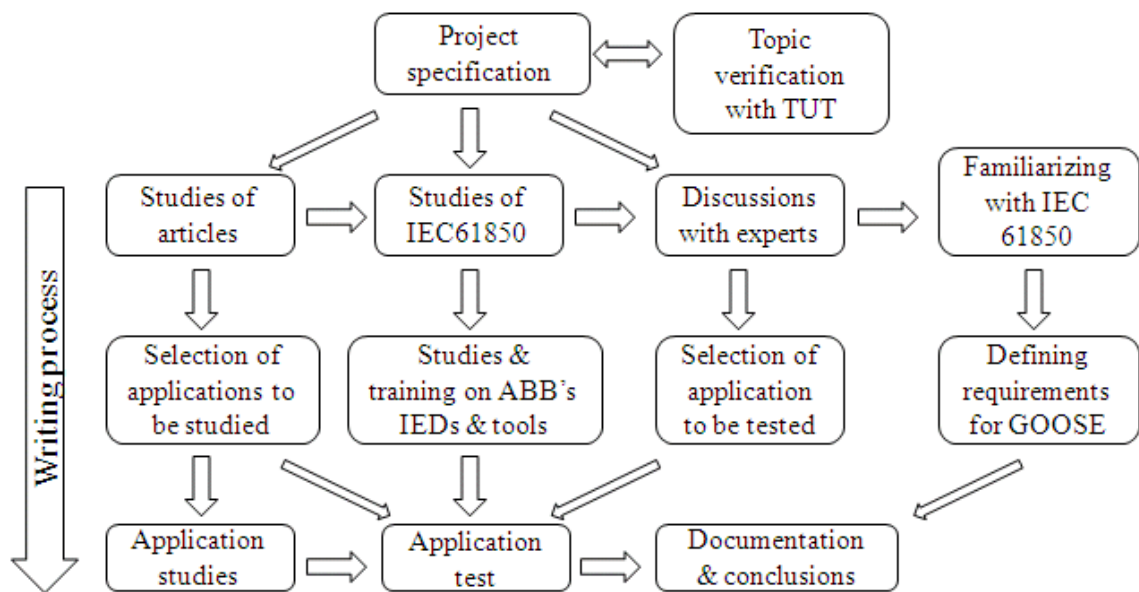 Project
specification
Topic
verification
with TUT
Studies of
articles
Studies of
IEC61850
Discussions
with experts
Familiarizing
with IEC
61850
Writing process
Selection of
applications to
be studied
Studies &
training on ABB's
IEDs & tools
Selection of
application
to be tested
Defining
requirements
for GOOSE
Application
studies
Application
test
Documentation
& conclusions